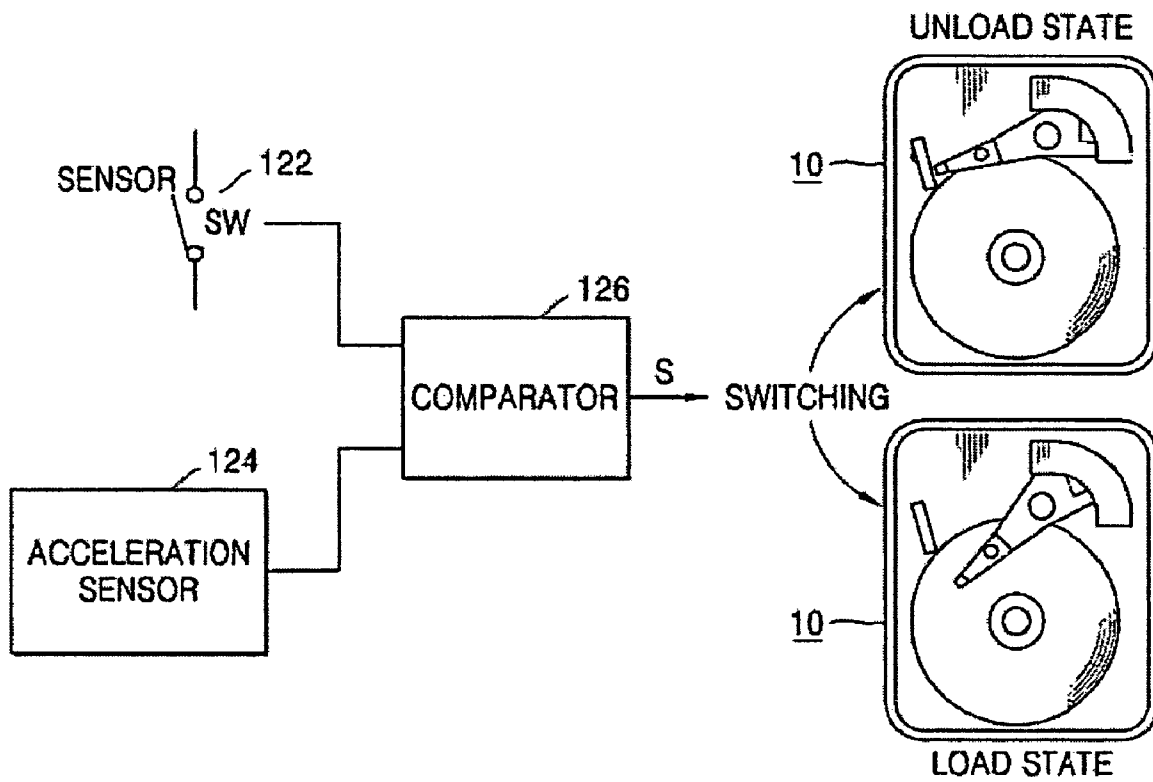 UNLOAD STATE
122
SENSOR
SW
10
126
COMPARATOR
S
SWITCHING
124
ACCELERATION
SENSOR
10
LOAD STATE